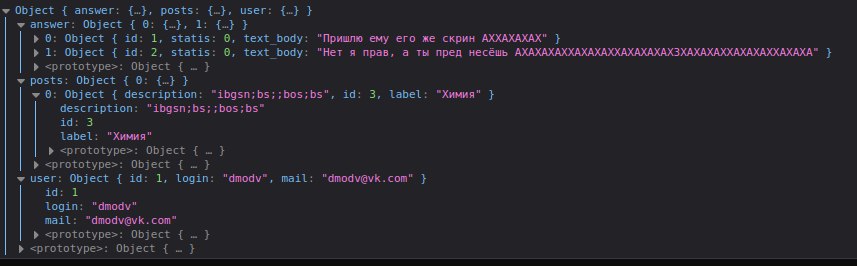 Object { answer: {…}, posts: {…}, user: {…} }
answer: Object { 0: {…}, 1: {…} }
0: Object { id: 1, statis: 0, text_body: "Пришлю ему его же скрин АХХАХАХАХ" }
1: Object { id: 2, statis: 0, text_body: "Нет я прав, а ты пред несёшь АХАХАХАХХАХАХАХХАХАХАХАХЗХАХАХАХХАХАХАХХАХАХА" }
<prototype>: Object { … }
posts: Object { 0: {…} }
0: Object { description: "ibgsn;bs;;bos;bs", id: 3, label: "Химия" }
description: "ibgsn;bs;;bos;bs"
id: 3
label: "Химия"
<prototype>: Object { … }
<prototype>: Object { … }
user: Object { id: 1, login: "dmodv", mail: "dmodv@vk.com" }
id: 1
login: "dmodv"
mail: "dmodv@vk.com"
<prototype>: Object { … }
<prototype>: Object { … }